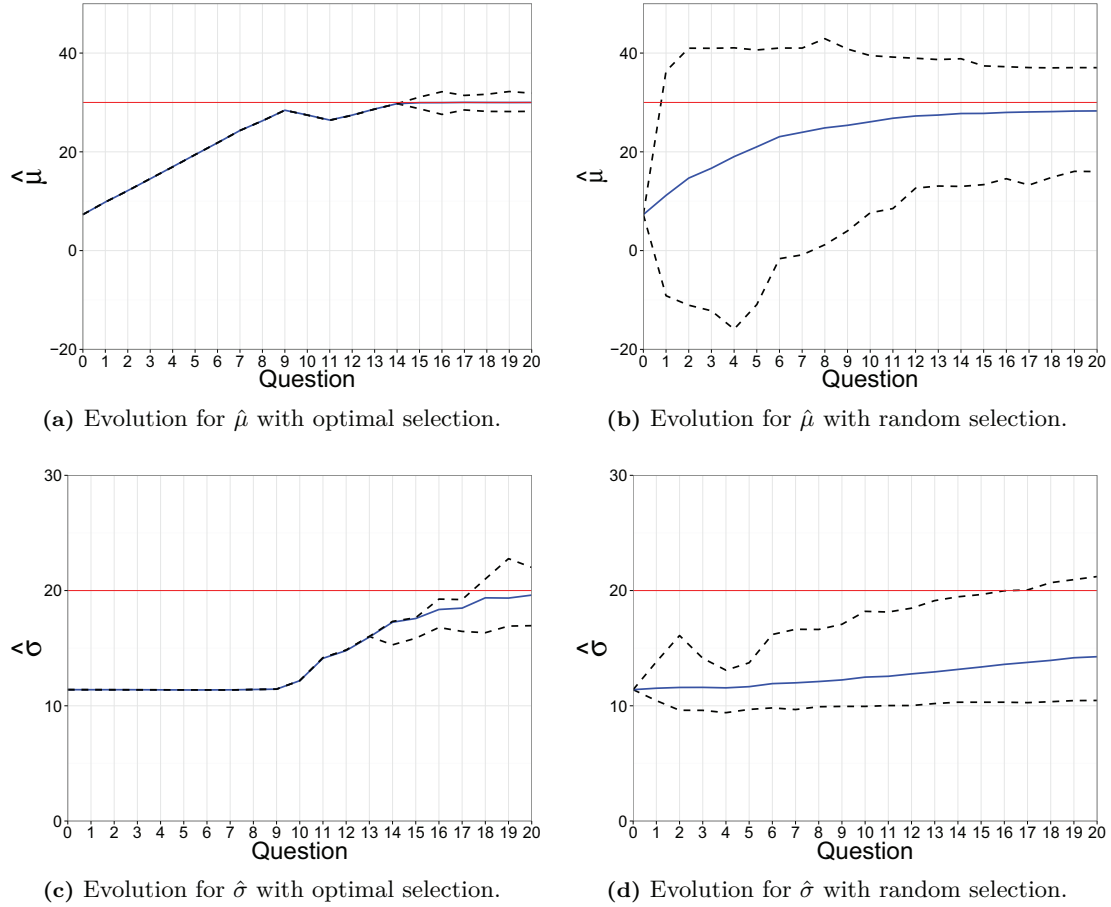 40
20
0
−20
μ̂
0 1 2 3 4 5 6 7 8 9 10 11 12 13 14 15 16 17 18 19 20
Question
(a) Evolution for μ̂ with optimal selection.
40
20
0
−20
μ̂
0 1 2 3 4 5 6 7 8 9 10 11 12 13 14 15 16 17 18 19 20
Question
(b) Evolution for μ̂ with random selection.
30
20
10
0
σ̂
0 1 2 3 4 5 6 7 8 9 10 11 12 13 14 15 16 17 18 19 20
Question
(c) Evolution for σ̂ with optimal selection.
30
20
10
0
σ̂
0 1 2 3 4 5 6 7 8 9 10 11 12 13 14 15 16 17 18 19 20
Question
(d) Evolution for σ̂ with random selection.